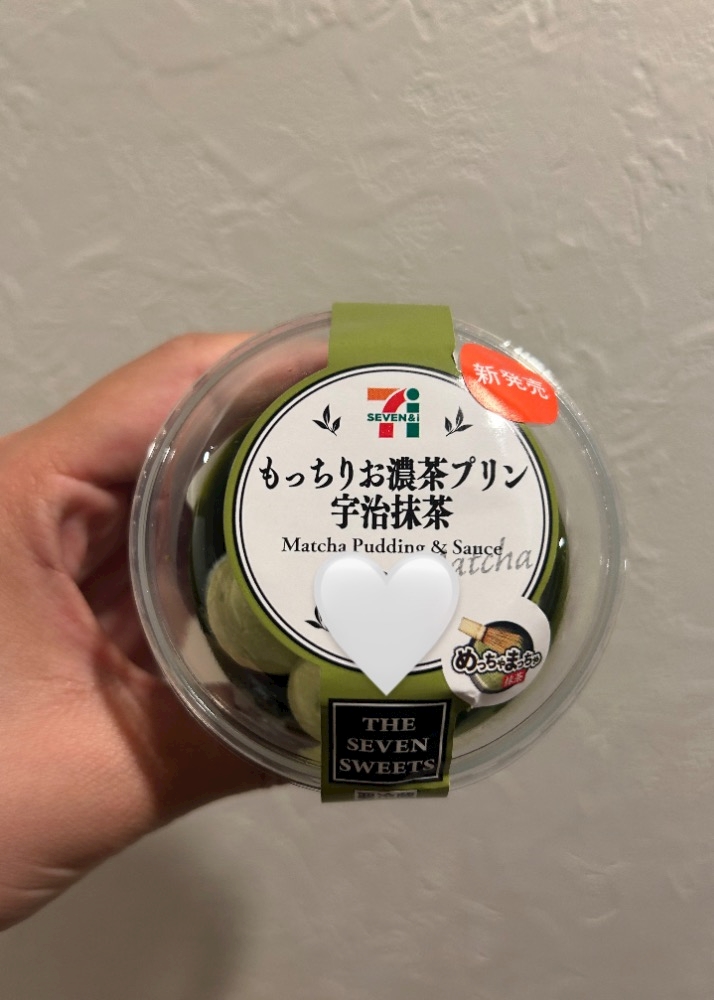 新発売
SEVEN&i
もっちりお濃茶プリン
宇治抹茶
Matcha Pudding & Sauce
めっちゃまっちゃ
抹茶
THE
SEVEN
SWEETS